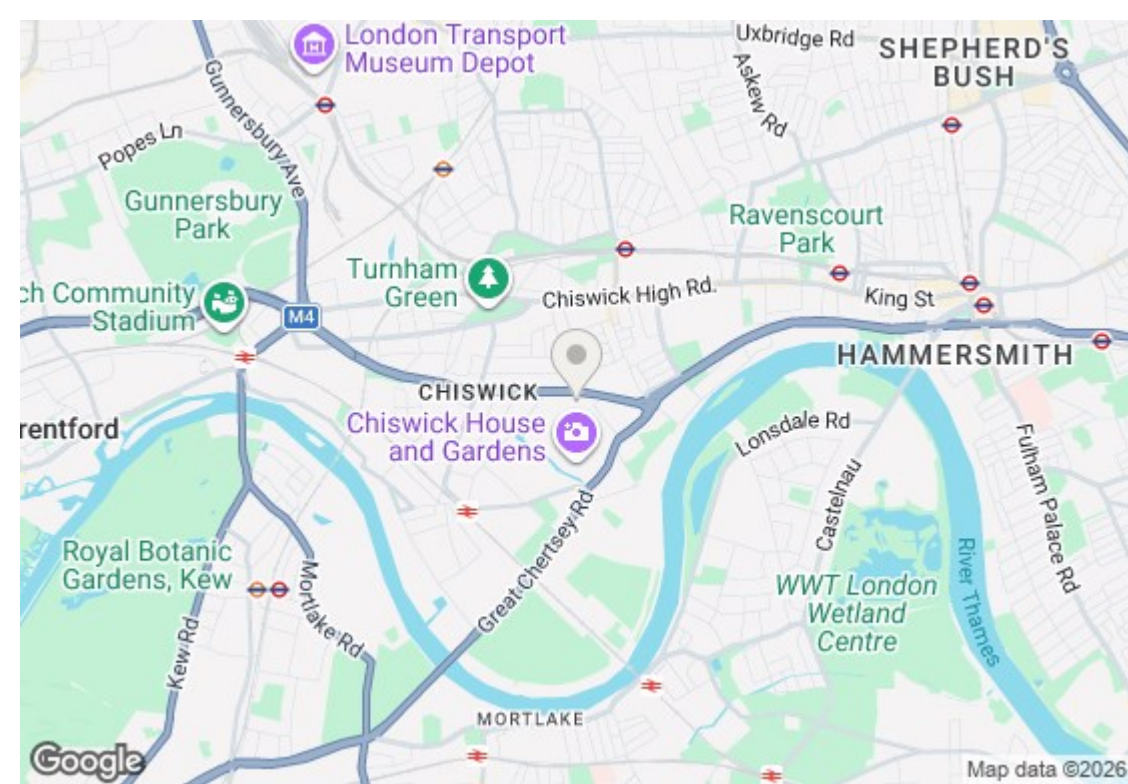 London Transport
Museum Depot
Uxbridge Rd
SHEPHERD'S
BUSH
Gunnersbury Ave
Askew Rd
Popes Ln
Gunnersbury
Park
Ravenscourt
Park
Turnham
Green
ch Community
Stadium
Chiswick High Rd.
King St
M4
HAMMERSMITH
CHISWICK
Chiswick House
and Gardens
rentford
Lonsdale Rd
Fulham Palace Rd
Castelnau
Great Chertsey Rd
Royal Botanic
Gardens, Kew
Mortlake Rd
River Thames
WWT London
Wetland
Centre
Kew Rd
MORTLAKE
Google
Map data ©2026